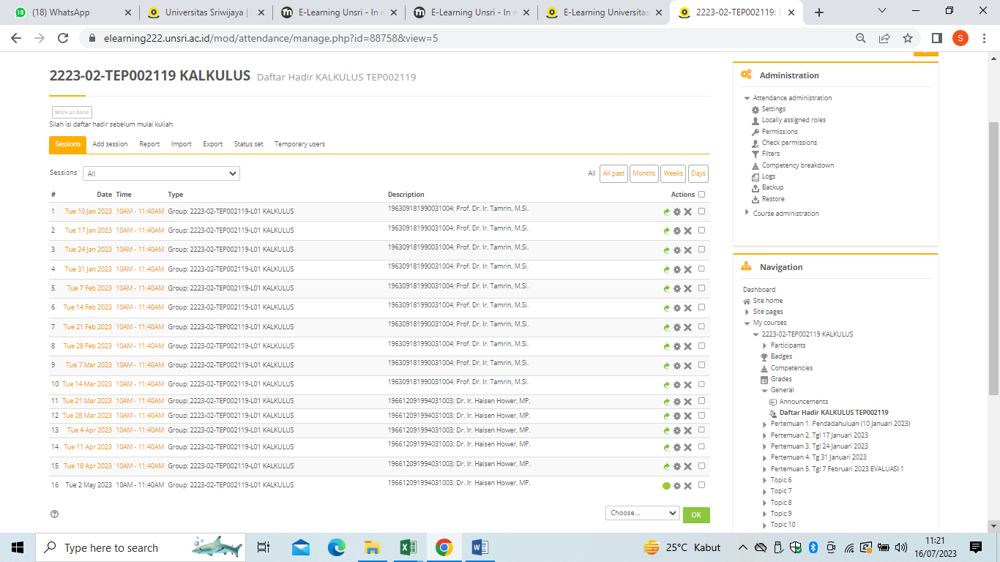 (18) WhatsApp
Universitas Sriwijaya |
E-Learning Unsri - In r
E-Learning Unsri - In r
E-Learning Universitas
2223-02-TEP002119: D
elearning222.unsri.ac.id/mod/attendance/manage.php?id=88758&view=5
S
2223-02-TEP002119 KALKULUS Daftar Hadir KALKULUS TEP002119
Mark as done
Silah isi daftar hadir sebelum mulai kuliah
Sessions Add session Report Import Export Status set Temporary users
Sessions All All All past Months Weeks Days
# Date Time Type Description Actions
1 Tue 10 Jan 2023 10AM - 11:40AM Group: 2223-02-TEP002119-L01 KALKULUS 196309181990031004; Prof. Dr. Ir. Tamrin, M.Si.
2 Tue 17 Jan 2023 10AM - 11:40AM Group: 2223-02-TEP002119-L01 KALKULUS 196309181990031004; Prof. Dr. Ir. Tamrin, M.Si.
3 Tue 24 Jan 2023 10AM - 11:40AM Group: 2223-02-TEP002119-L01 KALKULUS 196309181990031004; Prof. Dr. Ir. Tamrin, M.Si.
4 Tue 31 Jan 2023 10AM - 11:40AM Group: 2223-02-TEP002119-L01 KALKULUS 196309181990031004; Prof. Dr. Ir. Tamrin, M.Si.
5 Tue 7 Feb 2023 10AM - 11:40AM Group: 2223-02-TEP002119-L01 KALKULUS 196309181990031004; Prof. Dr. Ir. Tamrin, M.Si.
6 Tue 14 Feb 2023 10AM - 11:40AM Group: 2223-02-TEP002119-L01 KALKULUS 196309181990031004; Prof. Dr. Ir. Tamrin, M.Si.
7 Tue 21 Feb 2023 10AM - 11:40AM Group: 2223-02-TEP002119-L01 KALKULUS 196309181990031004; Prof. Dr. Ir. Tamrin, M.Si.
8 Tue 28 Feb 2023 10AM - 11:40AM Group: 2223-02-TEP002119-L01 KALKULUS 196309181990031004; Prof. Dr. Ir. Tamrin, M.Si.
9 Tue 7 Mar 2023 10AM - 11:40AM Group: 2223-02-TEP002119-L01 KALKULUS 196309181990031004; Prof. Dr. Ir. Tamrin, M.Si.
10 Tue 14 Mar 2023 10AM - 11:40AM Group: 2223-02-TEP002119-L01 KALKULUS 196309181990031004; Prof. Dr. Ir. Tamrin, M.Si.
11 Tue 21 Mar 2023 10AM - 11:40AM Group: 2223-02-TEP002119-L01 KALKULUS 196612091994031003; Dr. Ir. Haisen Hower, MP.
12 Tue 28 Mar 2023 10AM - 11:40AM Group: 2223-02-TEP002119-L01 KALKULUS 196612091994031003; Dr. Ir. Haisen Hower, MP.
13 Tue 4 Apr 2023 10AM - 11:40AM Group: 2223-02-TEP002119-L01 KALKULUS 196612091994031003; Dr. Ir. Haisen Hower, MP.
14 Tue 11 Apr 2023 10AM - 11:40AM Group: 2223-02-TEP002119-L01 KALKULUS 196612091994031003; Dr. Ir. Haisen Hower, MP.
15 Tue 18 Apr 2023 10AM - 11:40AM Group: 2223-02-TEP002119-L01 KALKULUS 196612091994031003; Dr. Ir. Haisen Hower, MP.
16 Tue 2 May 2023 10AM - 11:40AM Group: 2223-02-TEP002119-L01 KALKULUS 196612091994031003; Dr. Ir. Haisen Hower, MP.
Choose... OK
Administration
Attendance administration
Settings
Locally assigned roles
Permissions
Check permissions
Filters
Competency breakdown
Logs
Backup
Restore
Course administration
Navigation
Dashboard
Site home
Site pages
My courses
2223-02-TEP002119 KALKULUS
Participants
Badges
Competencies
Grades
General
Announcements
Daftar Hadir KALKULUS TEP002119
Pertemuan 1. Pendadahuluan (10 Januari 2023)
Pertemuan 2. Tgl 17 Januari 2023
Pertemuan 3. Tgl 24 Januari 2023
Pertemuan 4. Tg 31 Januari 2023
Pertemuan 5. Tgl 7 Februari 2023 EVALUASI 1
Topic 6
Topic 7
Topic 8
Topic 9
Topic 10
Type here to search
25°C Kabut
11:21
16/07/2023